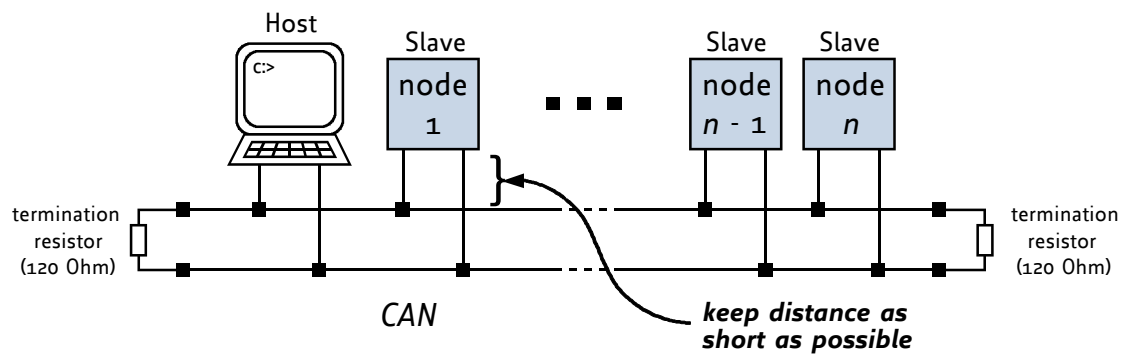 Host
C:>
Slave
node
1
Slave
node
n - 1
Slave
node
n
termination
resistor
(120 Ohm)
termination
resistor
(120 Ohm)
CAN
keep distance as
short as possible